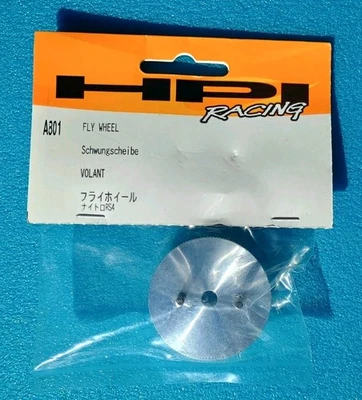 HPI
RACING
A801 FLY WHEEL
Schwungscheibe
VOLANT
フライホイール
ナイトロRS4